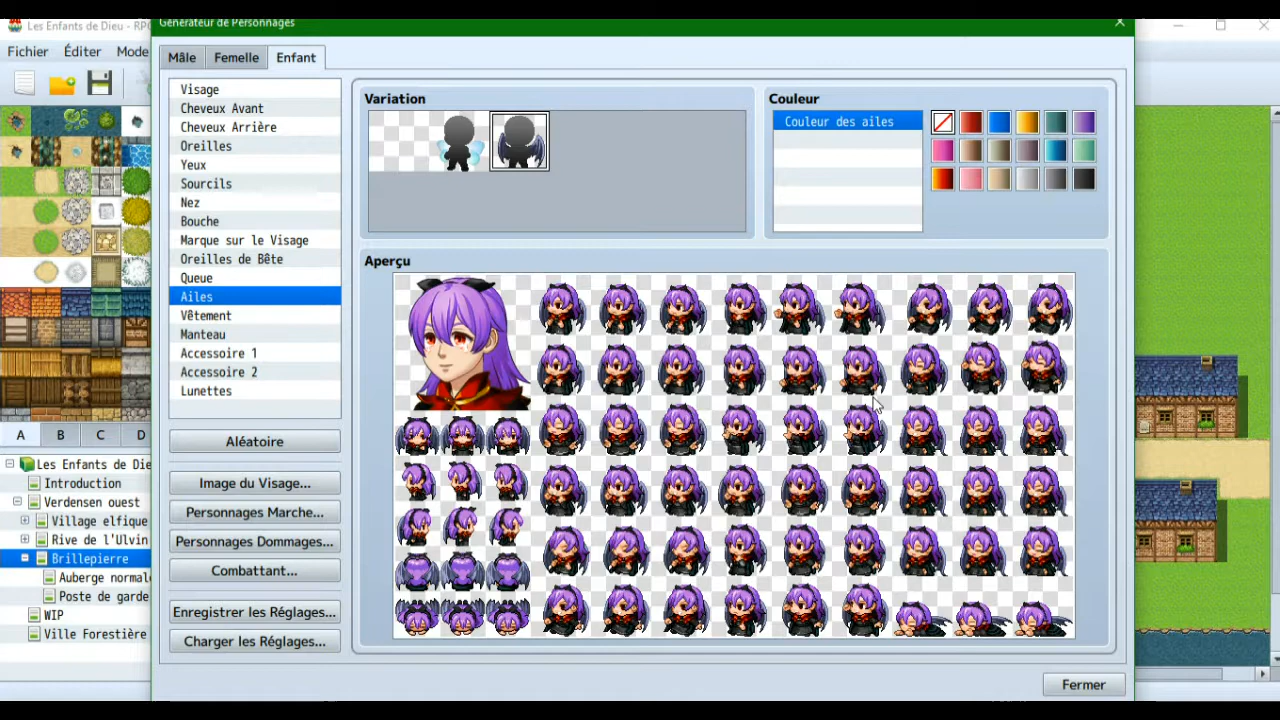 Générateur de Personnages
Les Enfants de Dieu - RPG
Fichier Éditer Mode
Mâle Femelle Enfant
Visage
Cheveux Avant
Cheveux Arrière
Oreilles
Yeux
Sourcils
Nez
Bouche
Marque sur le Visage
Oreilles de Bête
Queue
Ailes
Vêtement
Manteau
Accessoire 1
Accessoire 2
Lunettes
Aléatoire
Image du Visage...
Personnages Marche...
Personnages Dommages...
Combattant...
Enregistrer les Réglages...
Charger les Réglages...
Variation
Couleur
Couleur des ailes
Aperçu
A B C D
Les Enfants de Die
Introduction
Verdensen ouest
Village elfique
Rive de l'Ulvin
Brillepierre
Auberge normale
Poste de garde
WIP
Ville Forestière
Fermer